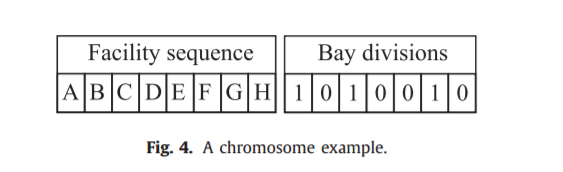 Facility sequence Bay divisions
A B C D E F G H 1 0 1 0 0 1 0
Fig. 4. A chromosome example.